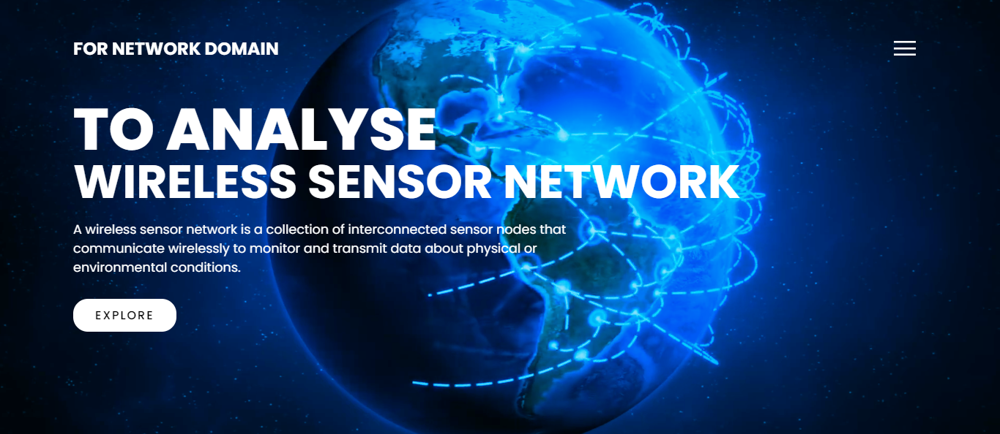 FOR NETWORK DOMAIN
TO ANALYSE
WIRELESS SENSOR NETWORK
A wireless sensor network is a collection of interconnected sensor nodes that
communicate wirelessly to monitor and transmit data about physical or
environmental conditions.
EXPLORE